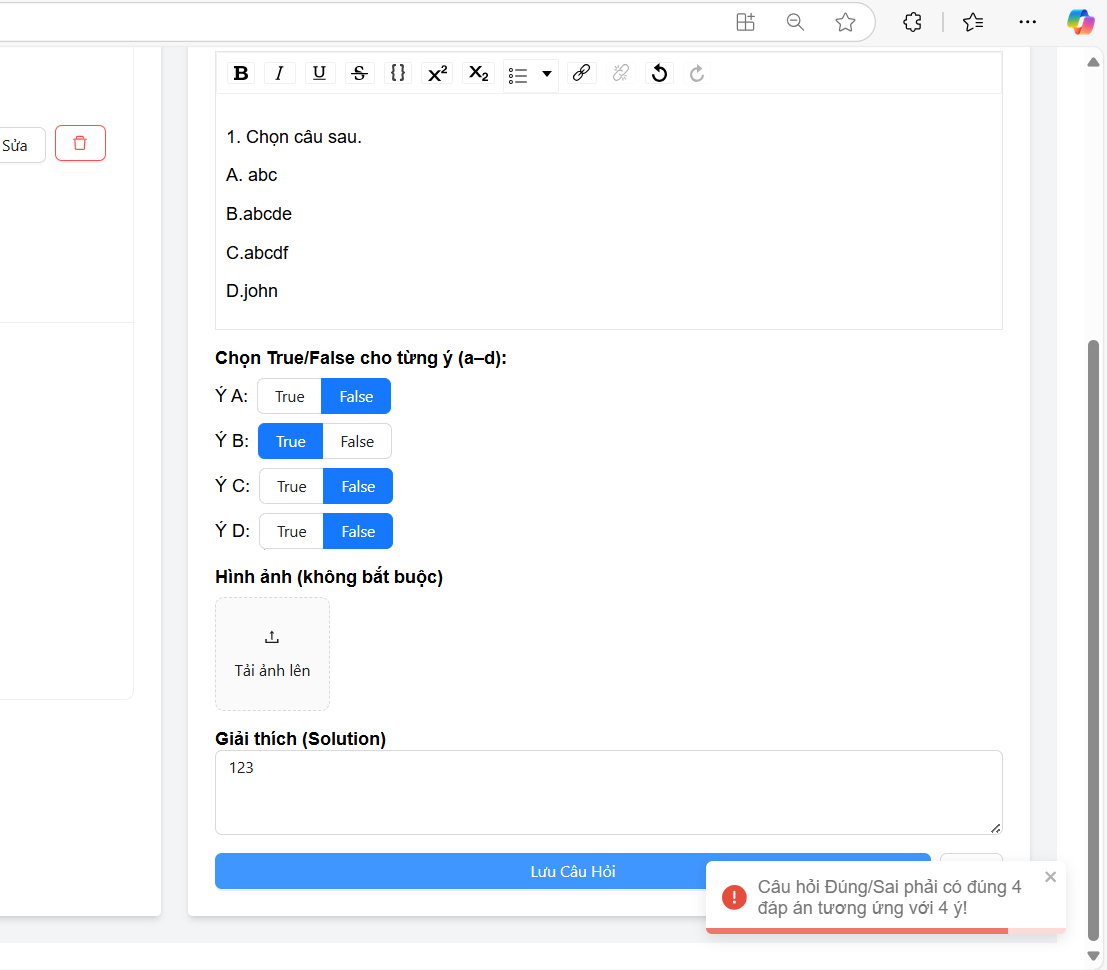 B I U S {} X² X₂
Sửa
1. Chọn câu sau.
A. abc
B.abcde
C.abcdf
D.john
Chọn True/False cho từng ý (a–d):
Ý A: True False
Ý B: True False
Ý C: True False
Ý D: True False
Hình ảnh (không bắt buộc)
Tải ảnh lên
Giải thích (Solution)
123
Lưu Câu Hỏi
Câu hỏi Đúng/Sai phải có đúng 4
đáp án tương ứng với 4 ý!